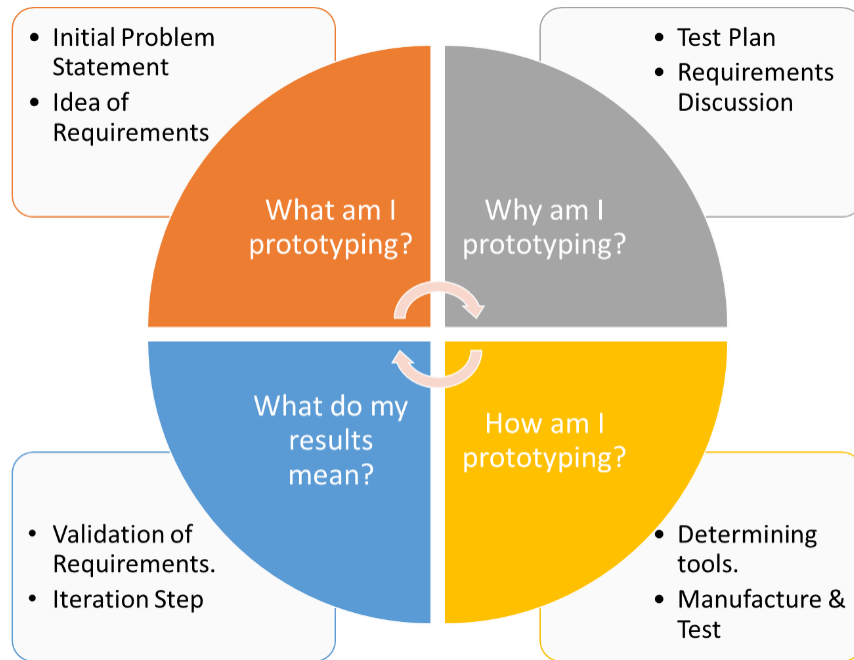 • Initial Problem
Statement
• Idea of
Requirements
• Test Plan
• Requirements
Discussion
What am I
prototyping?
Why am I
prototyping?
What do my
results
mean?
How am I
prototyping?
• Validation of
Requirements.
• Iteration Step
• Determining
tools.
• Manufacture &
Test